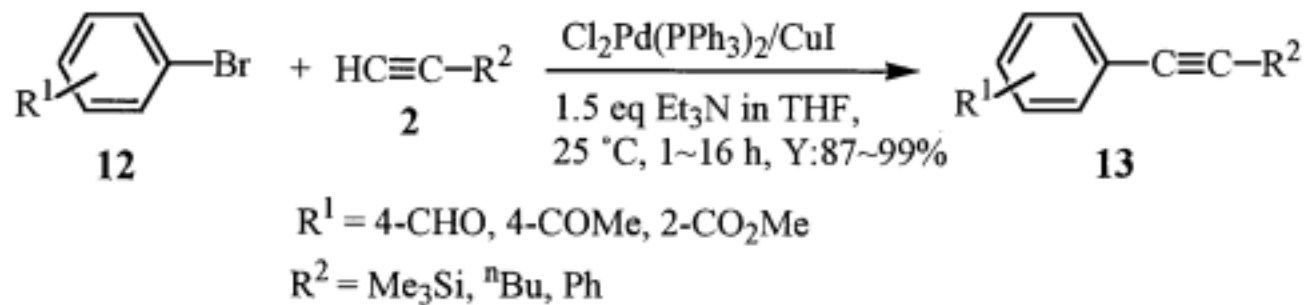 R¹ Br + HC≡C–R² Cl₂Pd(PPh₃)₂/CuI R¹ C≡C–R²
12 2 1.5 eq Et₃N in THF, 13
25 °C, 1~16 h, Y:87~99%
R¹ = 4-CHO, 4-COMe, 2-CO₂Me
R² = Me₃Si, ⁿBu, Ph